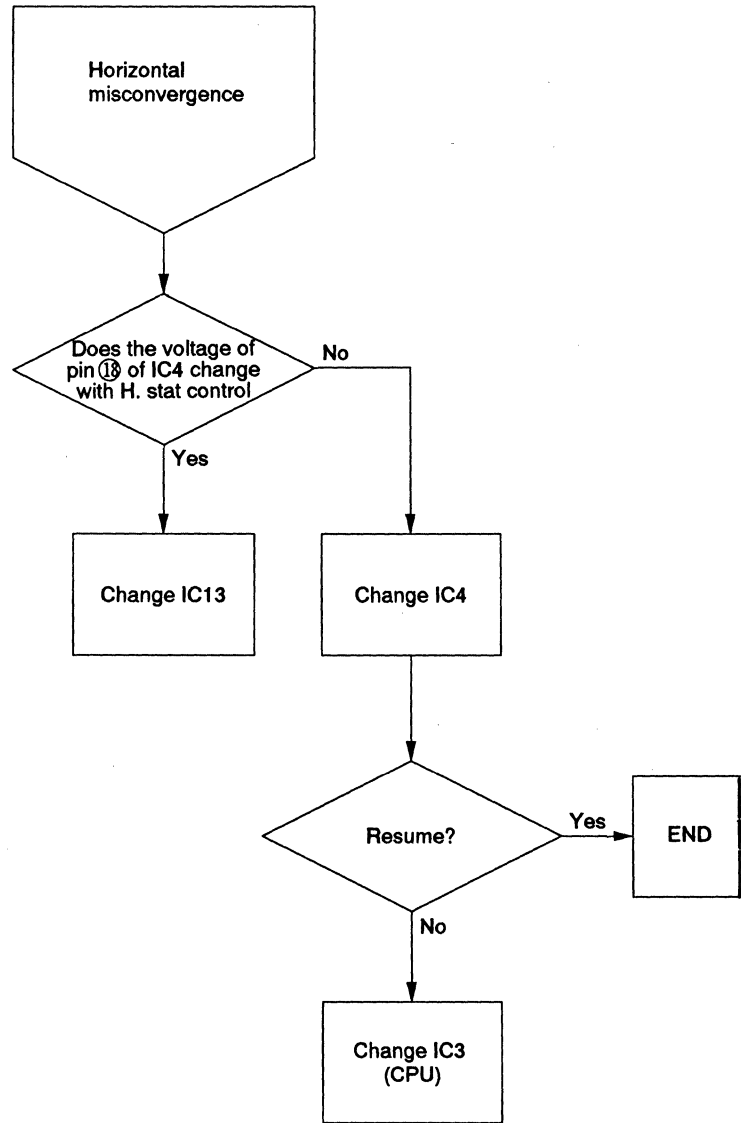 Horizontal
misconvergence
Does the voltage of
pin ⑱ of IC4 change
with H. stat control
No
Yes
Change IC13
Change IC4
Resume?
Yes
END
No
Change IC3
(CPU)